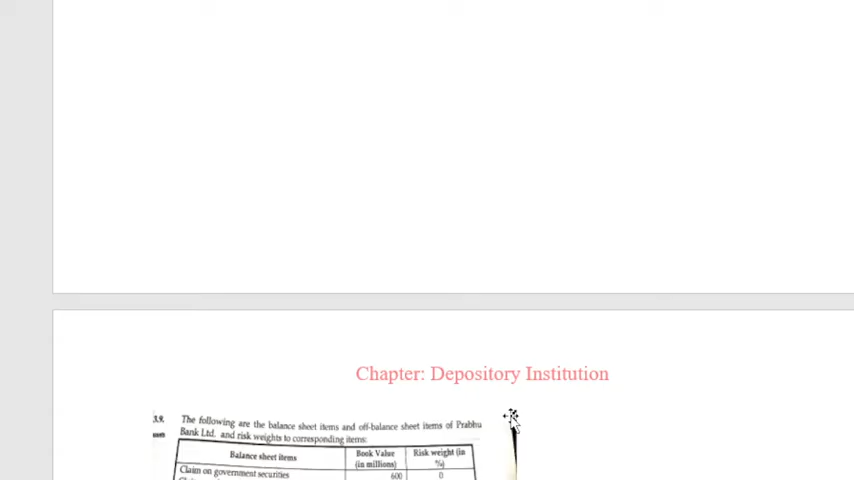 Chapter: Depository Institution
3.9. The following are the balance sheet items and off-balance sheet items of Prabhu
Bank Ltd. and risk weights to corresponding items:
Balance sheet items Book Value (in millions) Risk weight (in %)
Claim on government securities 600 0